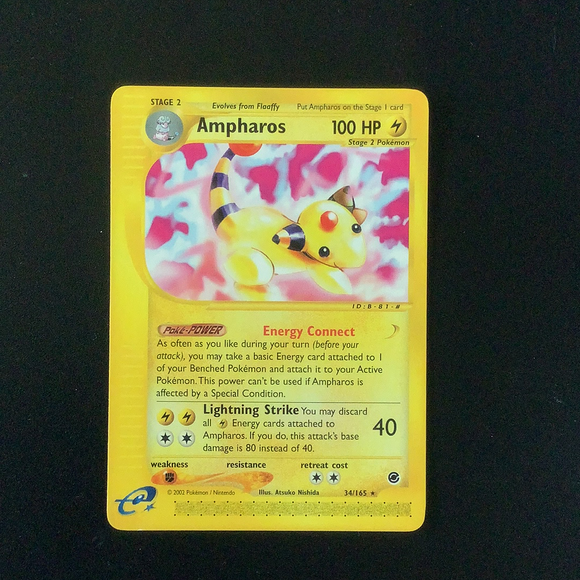 STAGE 2 Evolves from Flaaffy Put Ampharos on the Stage 1 card
Ampharos 100 HP
Stage 2 Pokémon
ID:B-81-#
Poké-POWER Energy Connect
As often as you like during your turn (before your
attack), you may take a basic Energy card attached to 1
of your Benched Pokémon and attach it to your Active
Pokémon. This power can't be used if Ampharos is
affected by a Special Condition.
Lightning Strike You may discard
all Energy cards attached to
Ampharos. If you do, this attack's base
damage is 80 instead of 40.
40
weakness resistance retreat cost
© 2002 Pokémon / Nintendo Illus. Atsuko Nishida 34/165 ★
e